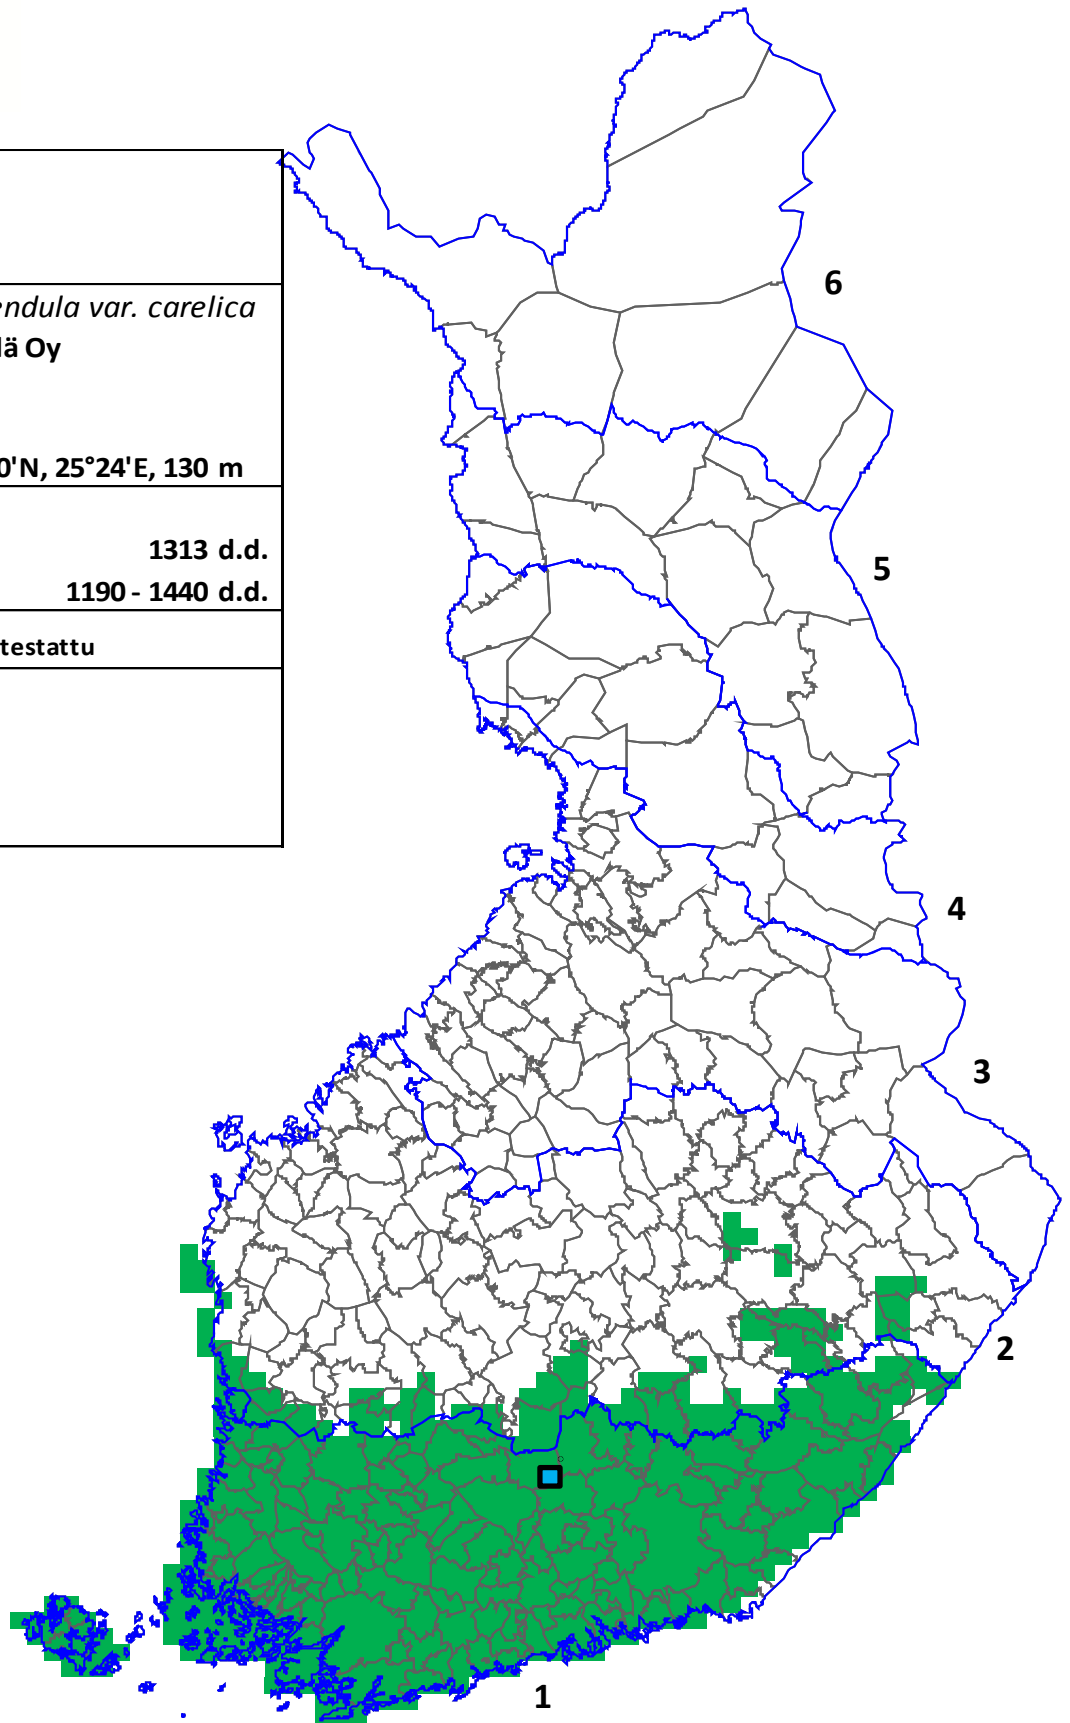 endula var. carelica
lä Oy
0'N, 25°24'E, 130 m
1313 d.d.
1190 - 1440 d.d.
testattu
6
5
4
3
2
1